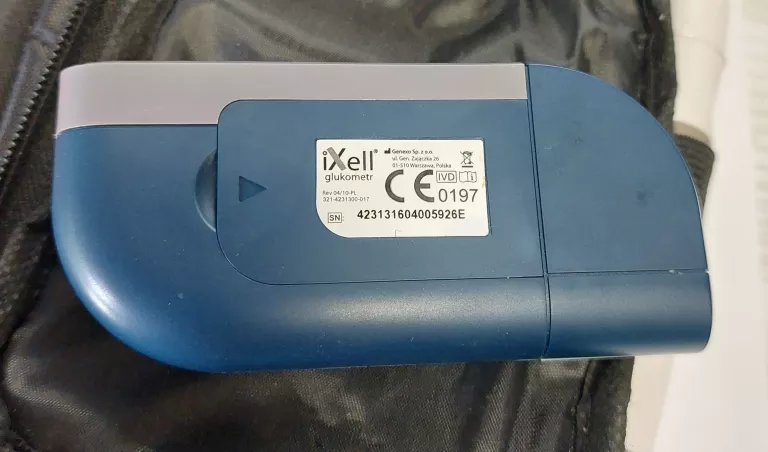 iXell®
glukometr
Genexo Sp. z o.o.
ul. Gen. Zajączka 26
01-510 Warszawa, Polska
Rev 04/10-PL
321-4231300-017
CE 0197
IVD
i
SN: 423131604005926E